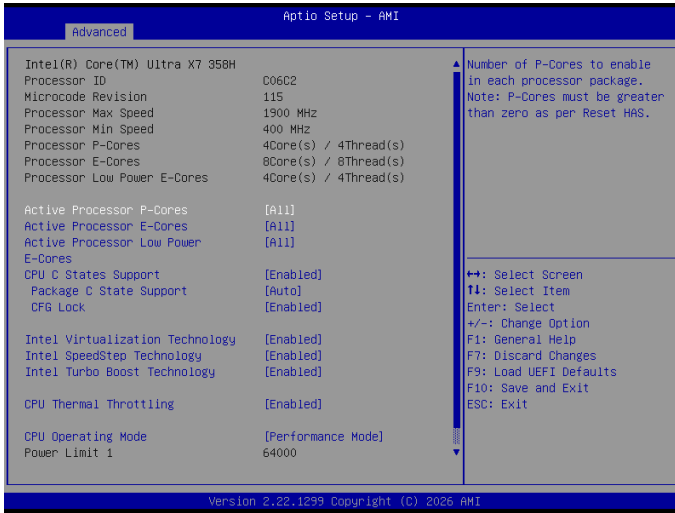 Aptio Setup – AMI
Advanced
Intel(R) Core(TM) Ultra X7 358H
Processor ID C06C2
Microcode Revision 115
Processor Max Speed 1900 MHz
Processor Min Speed 400 MHz
Processor P-Cores 4Core(s) / 4Thread(s)
Processor E-Cores 8Core(s) / 8Thread(s)
Processor Low Power E-Cores 4Core(s) / 4Thread(s)
Active Processor P-Cores [All]
Active Processor E-Cores [All]
Active Processor Low Power [All]
E-Cores
CPU C States Support [Enabled]
Package C State Support [Auto]
CFG Lock [Enabled]
Intel Virtualization Technology [Enabled]
Intel SpeedStep Technology [Enabled]
Intel Turbo Boost Technology [Enabled]
CPU Thermal Throttling [Enabled]
CPU Operating Mode [Performance Mode]
Power Limit 1 64000
Number of P-Cores to enable
in each processor package.
Note: P-Cores must be greater
than zero as per Reset HAS.
↔: Select Screen
↑↓: Select Item
Enter: Select
+/-: Change Option
F1: General Help
F7: Discard Changes
F9: Load UEFI Defaults
F10: Save and Exit
ESC: Exit
Version 2.22.1299 Copyright (C) 2026 AMI